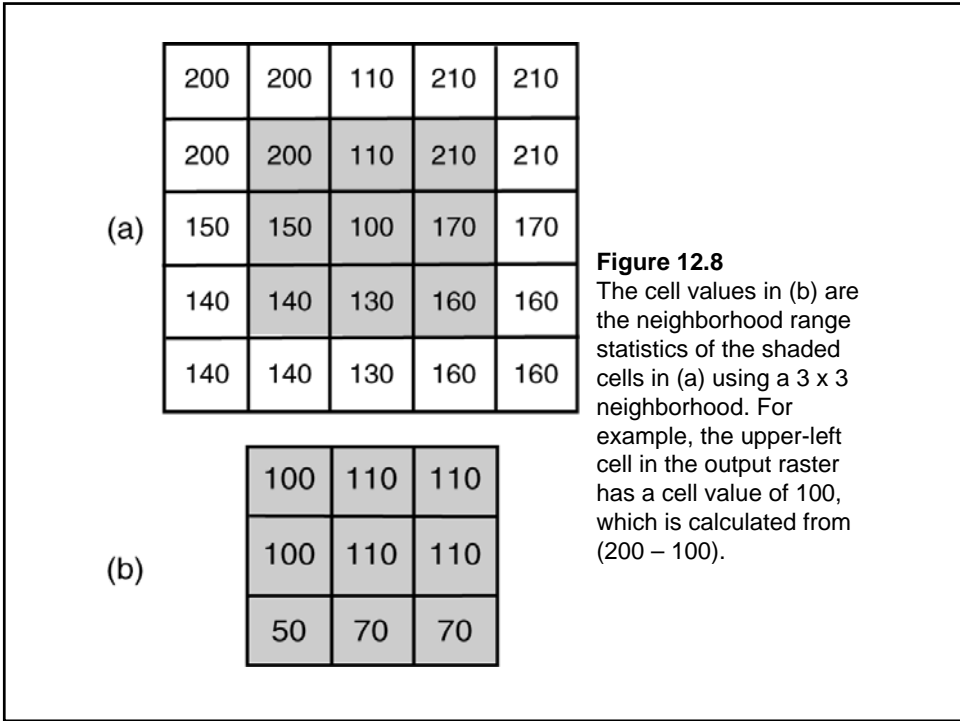 200 200 110 210 210
200 200 110 210 210
(a) 150 150 100 170 170
140 140 130 160 160
140 140 130 160 160
Figure 12.8
The cell values in (b) are
the neighborhood range
statistics of the shaded
cells in (a) using a 3 x 3
neighborhood. For
example, the upper-left
cell in the output raster
has a cell value of 100,
which is calculated from
(200 – 100).
100 110 110
(b) 100 110 110
50 70 70